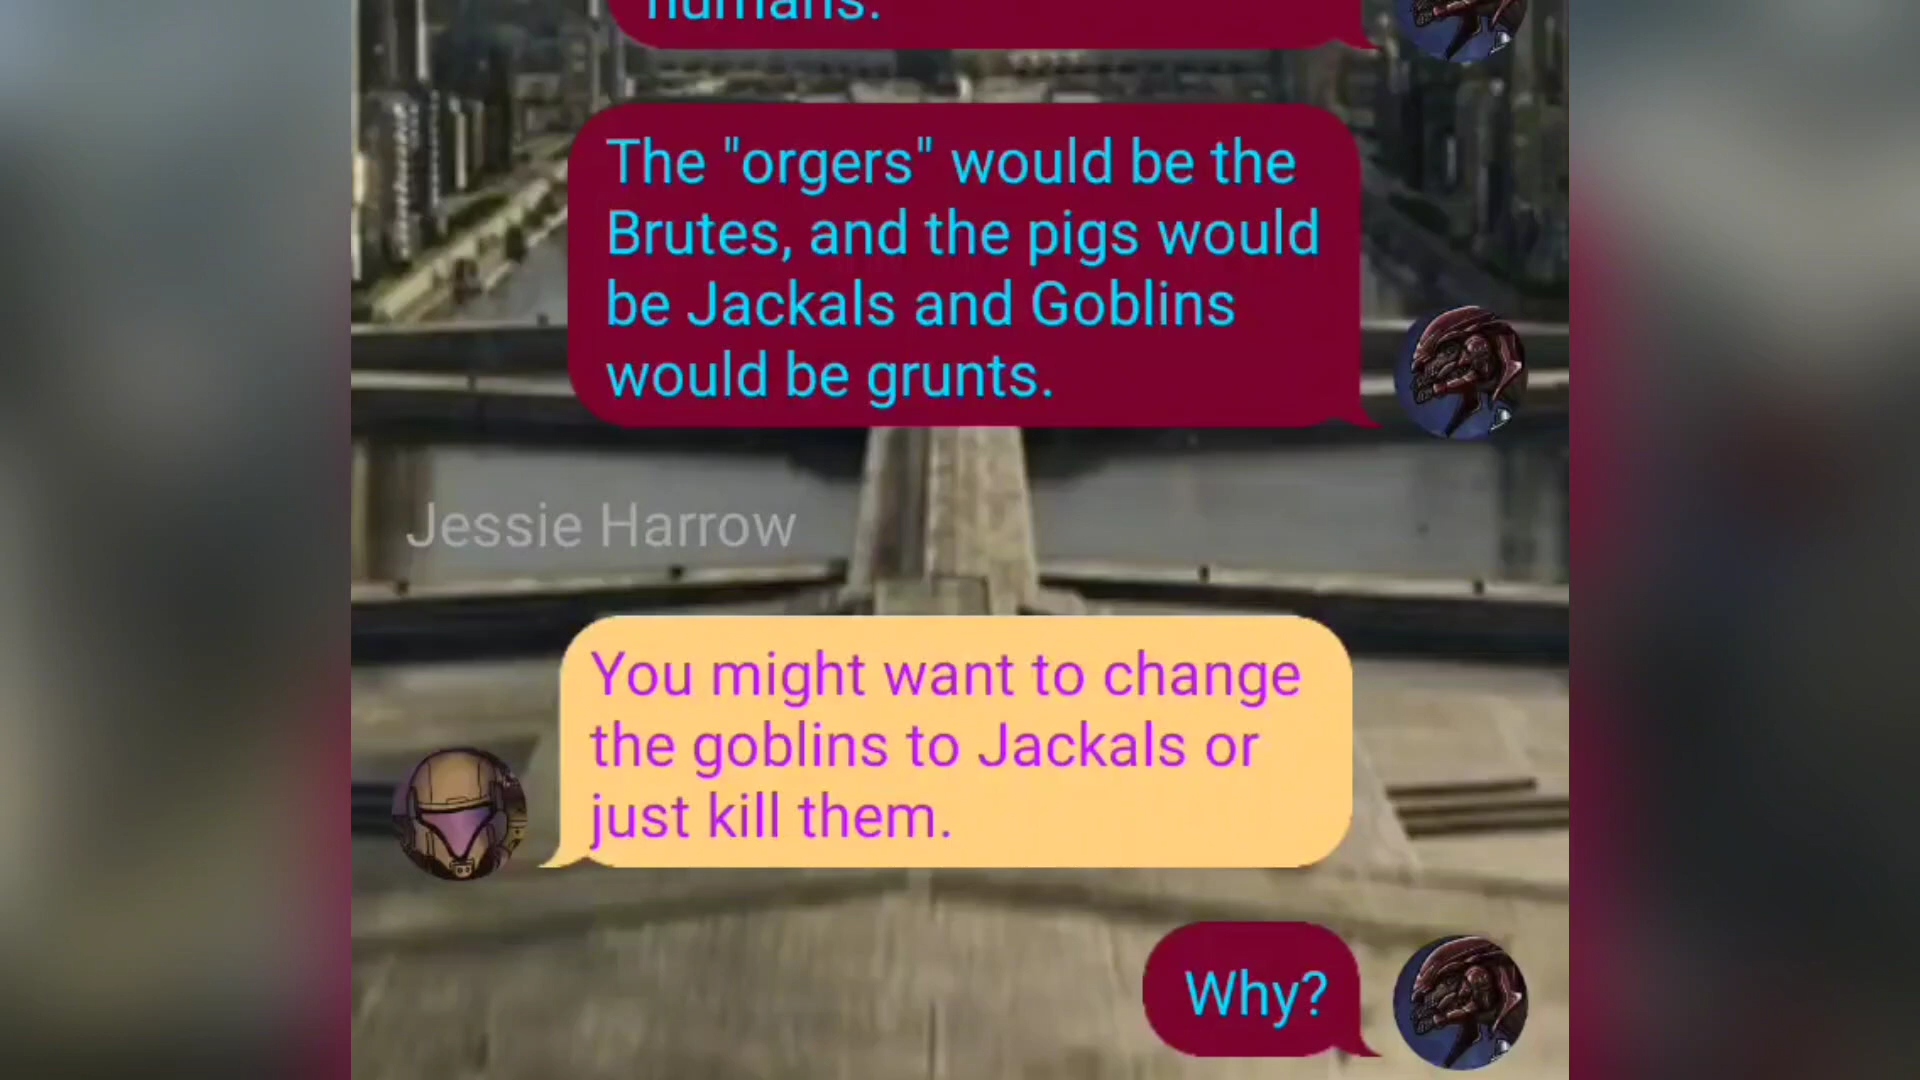 humans.
The "orgers" would be the
Brutes, and the pigs would
be Jackals and Goblins
would be grunts.
Jessie Harrow
You might want to change
the goblins to Jackals or
just kill them.
Why?